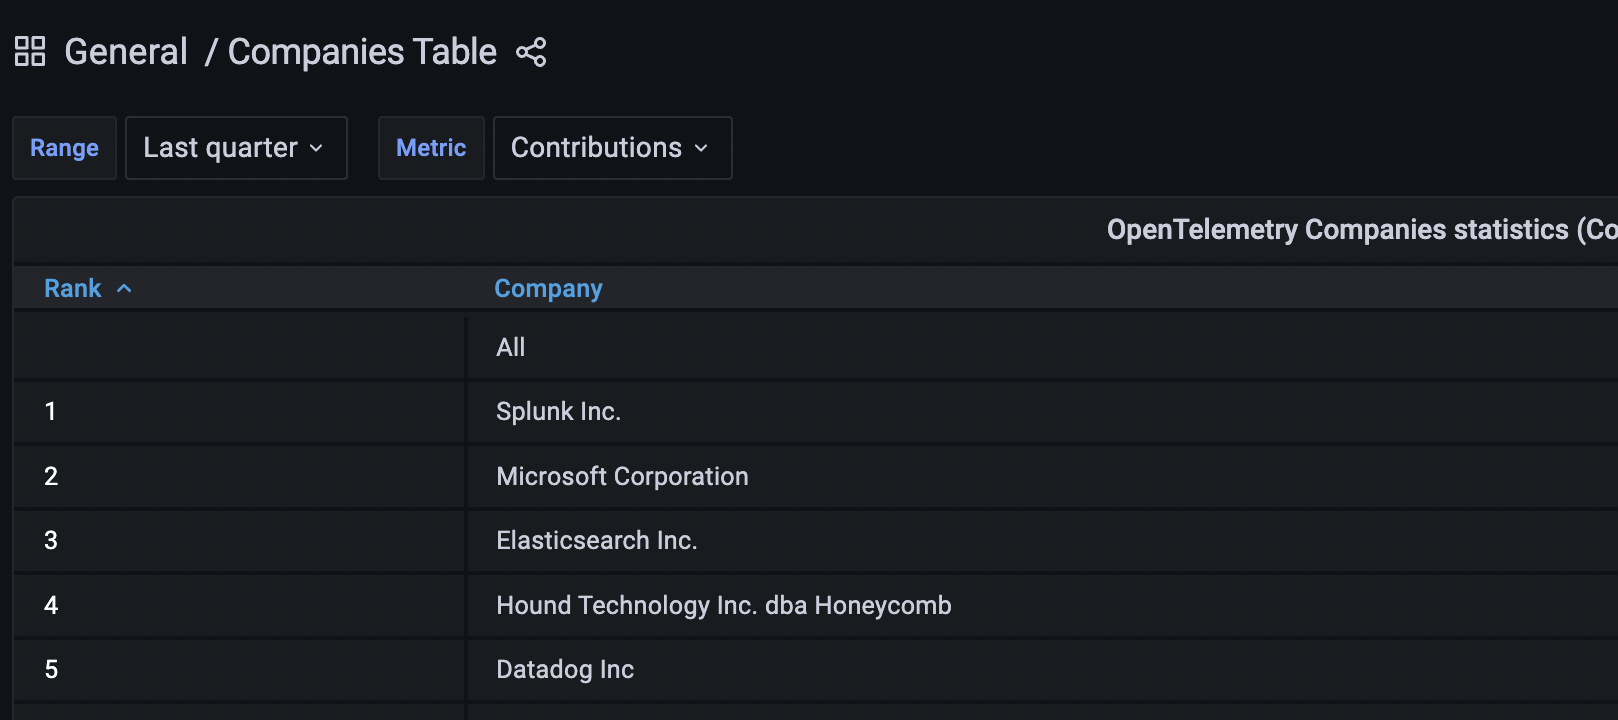 General / Companies Table
Range Last quarter Metric Contributions
OpenTelemetry Companies statistics (Co
Rank Company
All
1 Splunk Inc.
2 Microsoft Corporation
3 Elasticsearch Inc.
4 Hound Technology Inc. dba Honeycomb
5 Datadog Inc